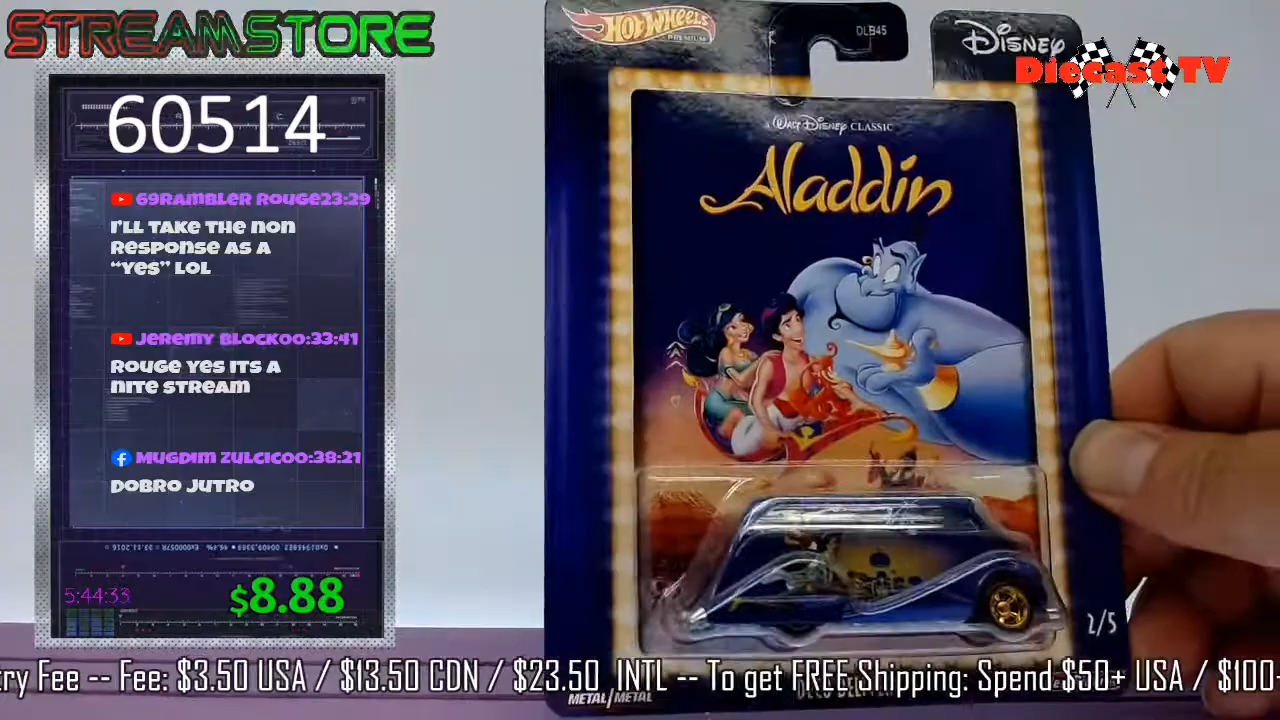 STREAMSTORE
60514
69Rambler Rouge23:29
I'll take the non
response as a
"yes" LOL
Jeremy Block00:33:41
Rouge yes its a
nite stream
Mugdim Zulcic00:38:21
Dobro jutro
5:44:33
$8.88
HOT WHEELS
PREMIUM
DLB45
Disney
Diecast TV
Walt Disney CLASSIC
Aladdin
2/5
ry Fee -- Fee: $3.50 USA / $13.50 CDN / $23.50 INTL -- To get FREE Shipping: Spend $50+ USA / $100+
METAL/METAL